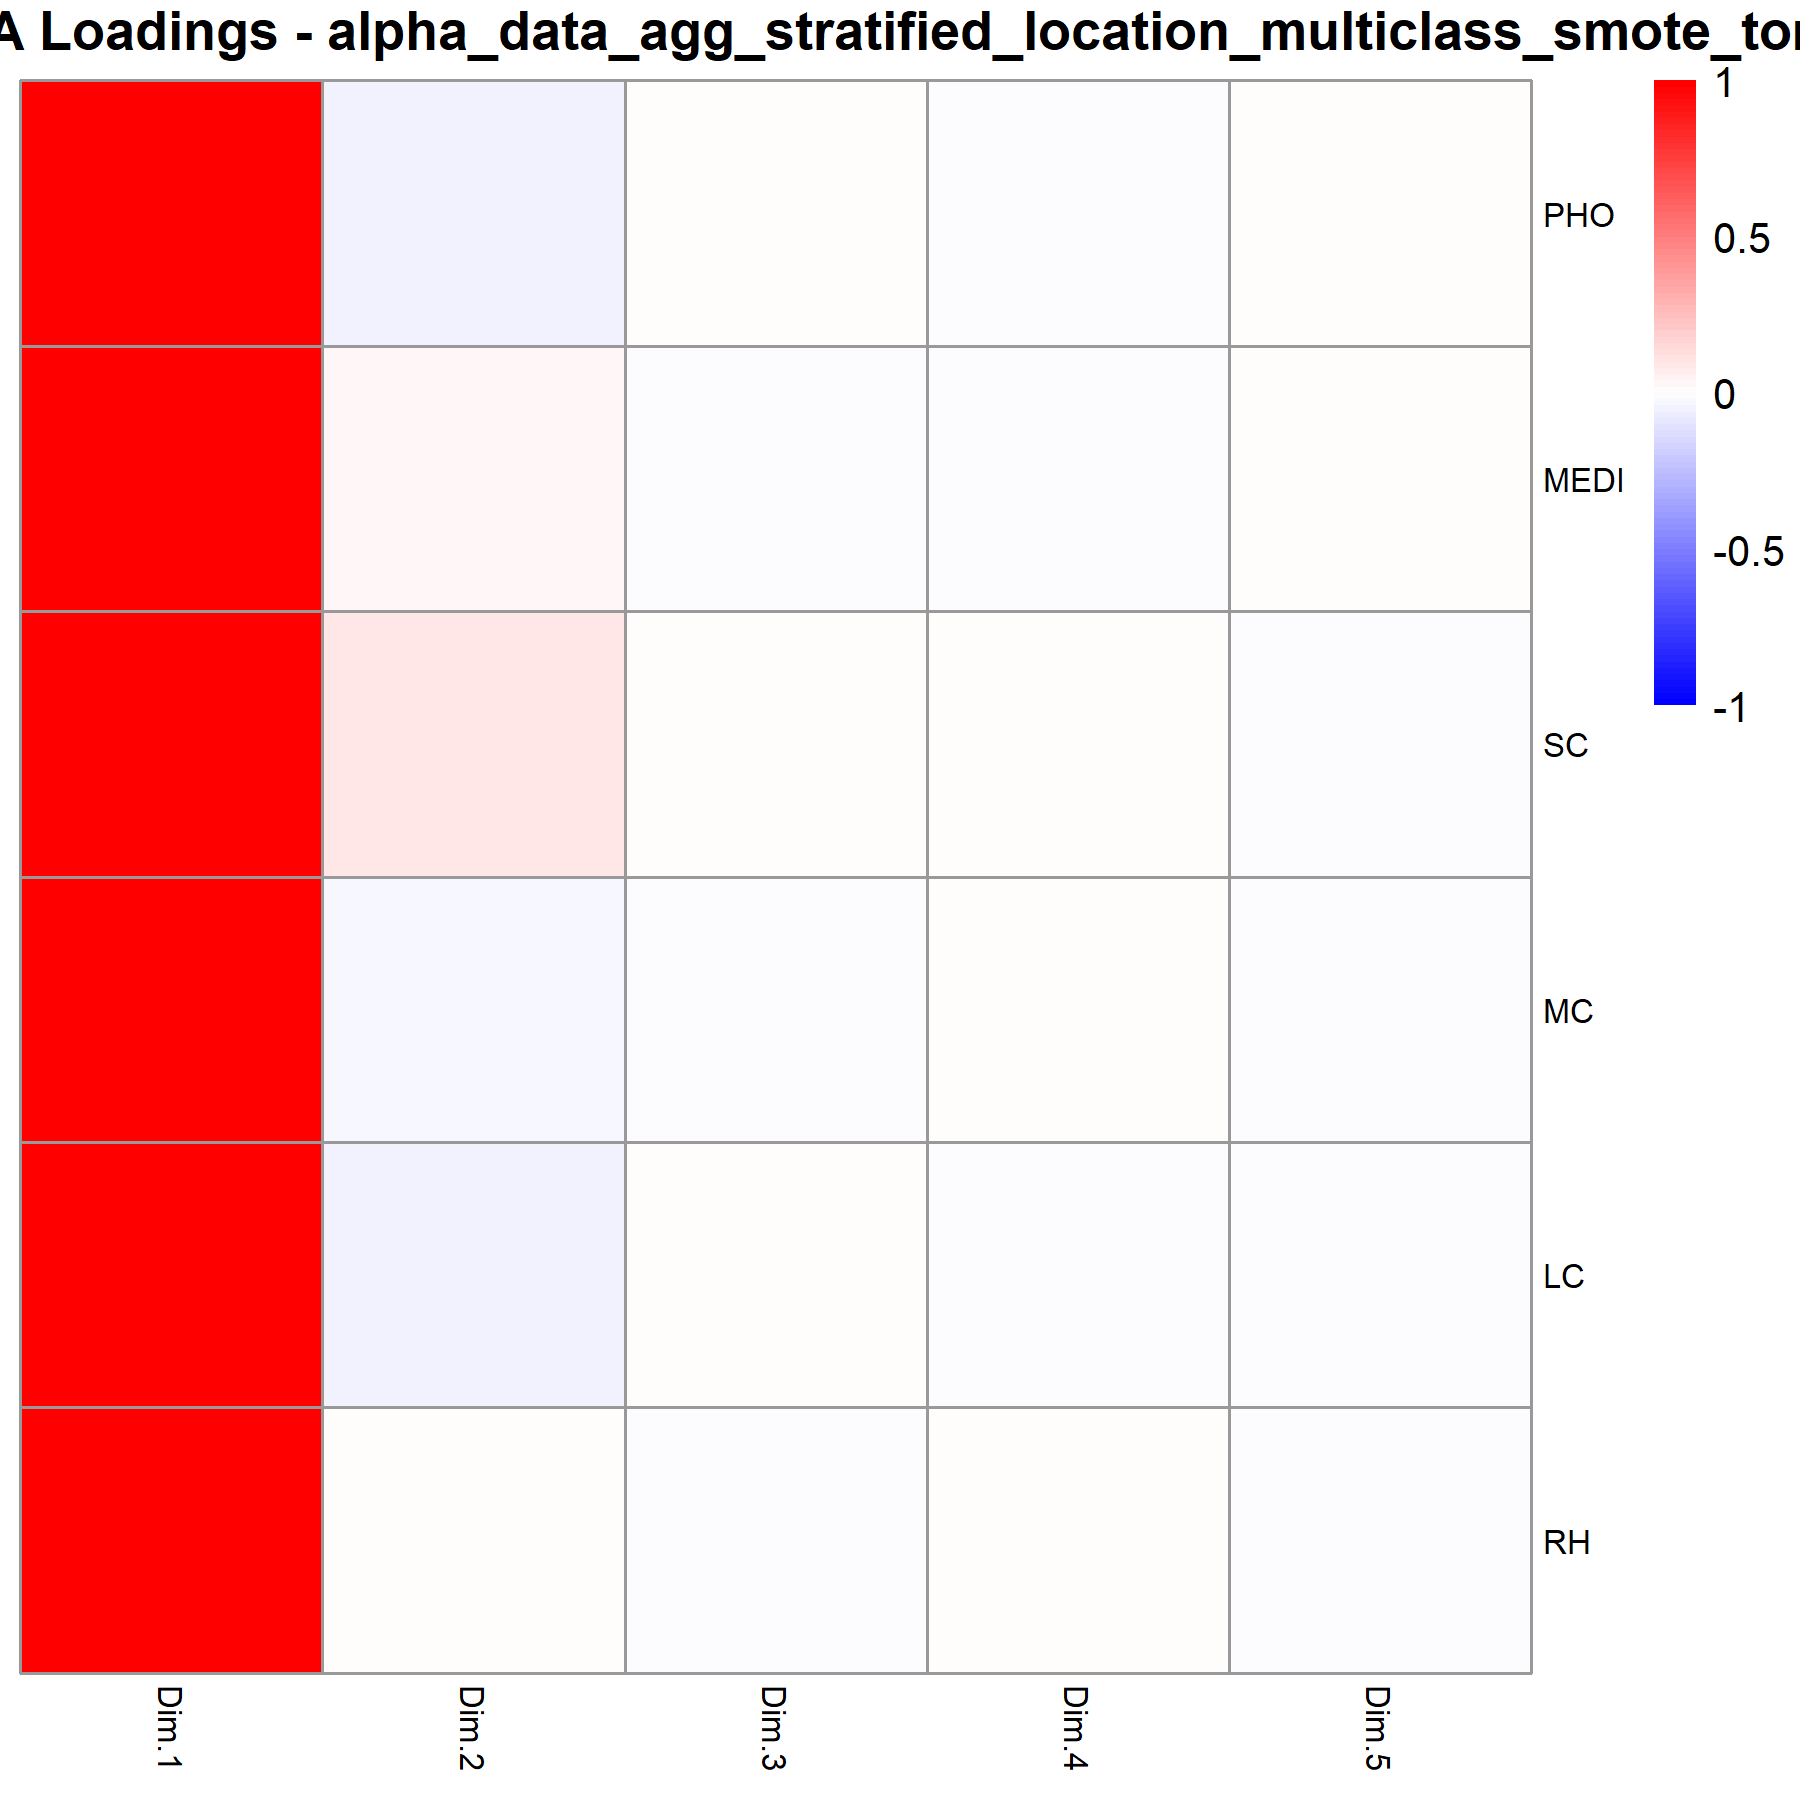 A Loadings - alpha_data_agg_stratified_location_multiclass_smote_to
1
0.5
0
-0.5
-1
PHO
MEDI
SC
MC
LC
RH
Dim.1
Dim.2
Dim.3
Dim.4
Dim.5